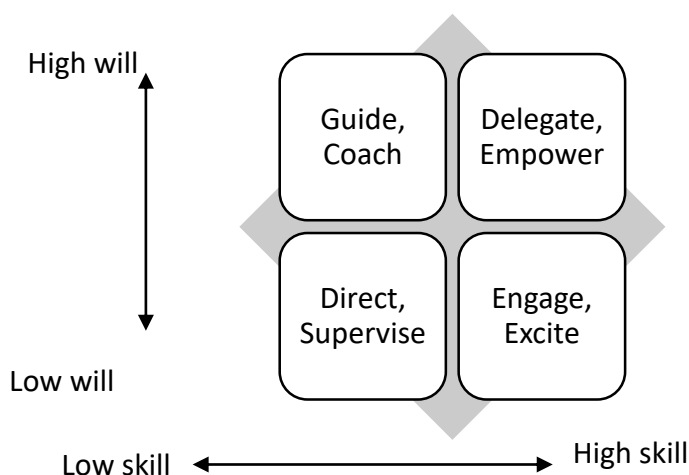 High will
Guide,
Coach
Delegate,
Empower
Direct,
Supervise
Engage,
Excite
Low will
Low skill
High skill